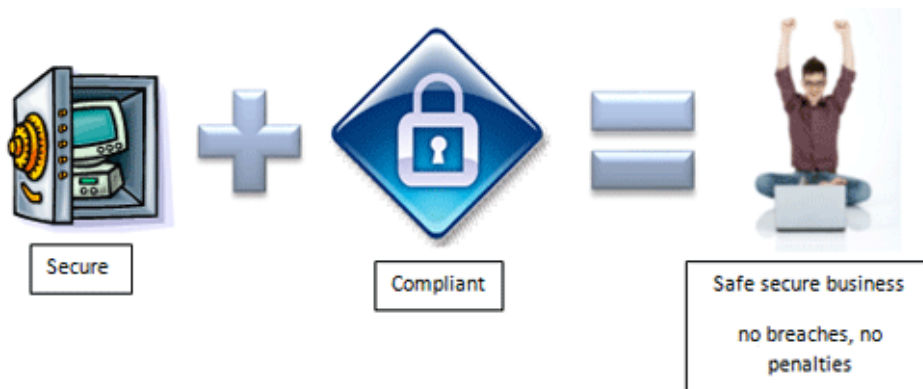 Secure
Compliant
Safe secure business
no breaches, no
penalties